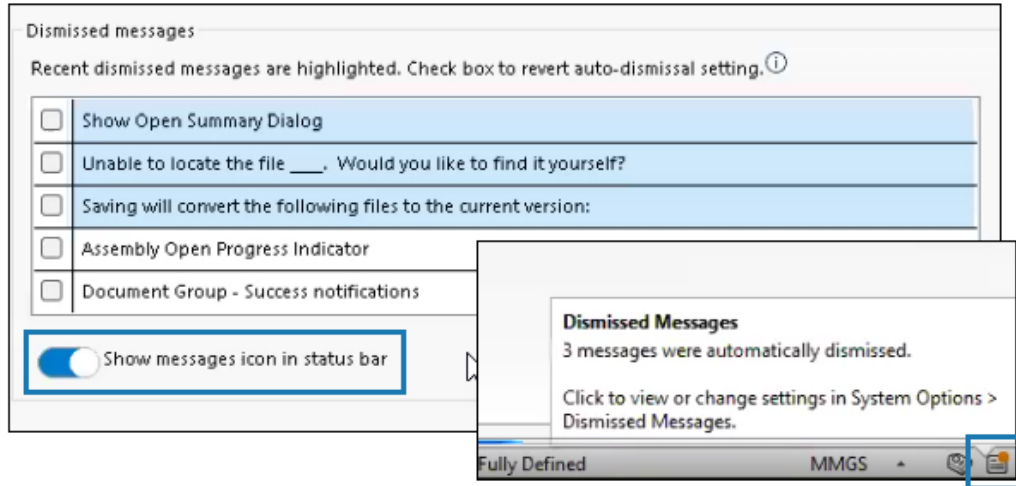 Dismissed messages
Recent dismissed messages are highlighted. Check box to revert auto-dismissal setting.
Show Open Summary Dialog
Unable to locate the file ___. Would you like to find it yourself?
Saving will convert the following files to the current version:
Assembly Open Progress Indicator
Document Group - Success notifications
Show messages icon in status bar
Dismissed Messages
3 messages were automatically dismissed.
Click to view or change settings in System Options >
Dismissed Messages.
Fully Defined MMGS